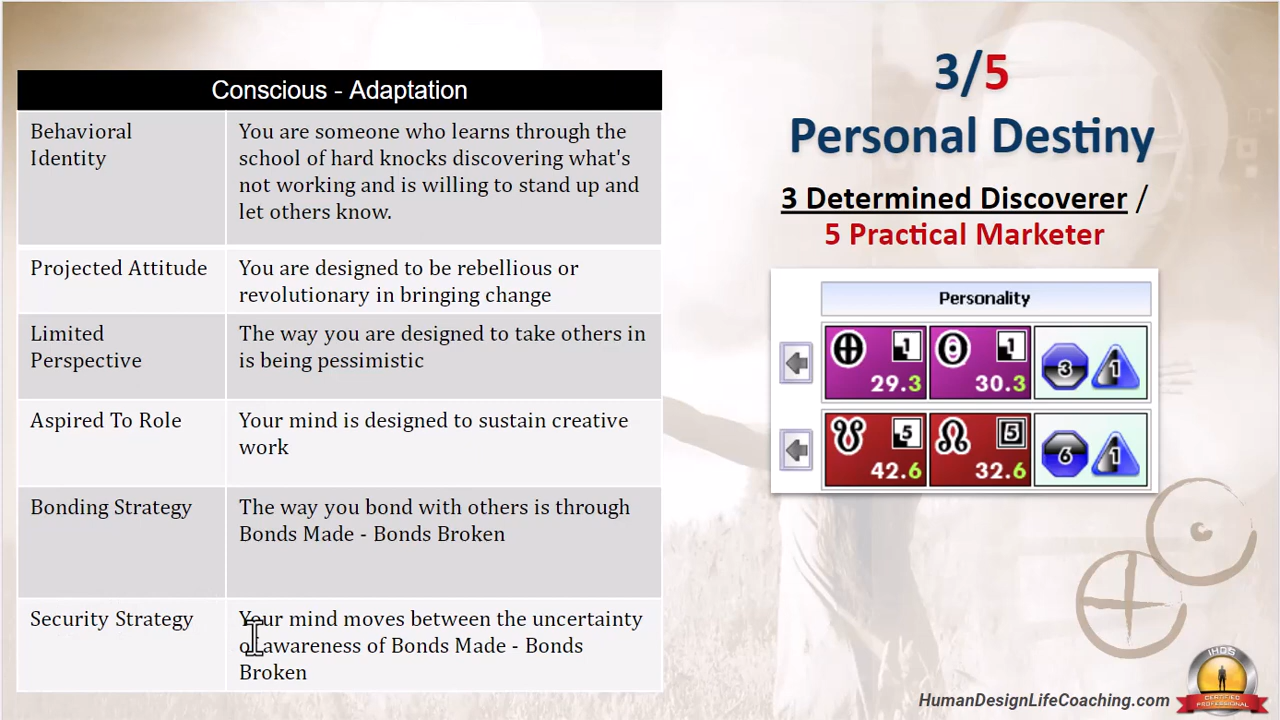 Conscious - Adaptation
Behavioral
Identity
You are someone who learns through the
school of hard knocks discovering what's
not working and is willing to stand up and
let others know.
Projected Attitude
You are designed to be rebellious or
revolutionary in bringing change
Limited
Perspective
The way you are designed to take others in
is being pessimistic
Aspired To Role
Your mind is designed to sustain creative
work
Bonding Strategy
The way you bond with others is through
Bonds Made - Bonds Broken
Security Strategy
Your mind moves between the uncertainty
of awareness of Bonds Made - Bonds
Broken
3/5
Personal Destiny
3 Determined Discoverer /
5 Practical Marketer
Personality
1
29.3
1
30.3
3
1
5
42.6
5
32.6
6
1
HumanDesignLifeCoaching.com
IHDS
CERTIFIED
PROFESSIONAL